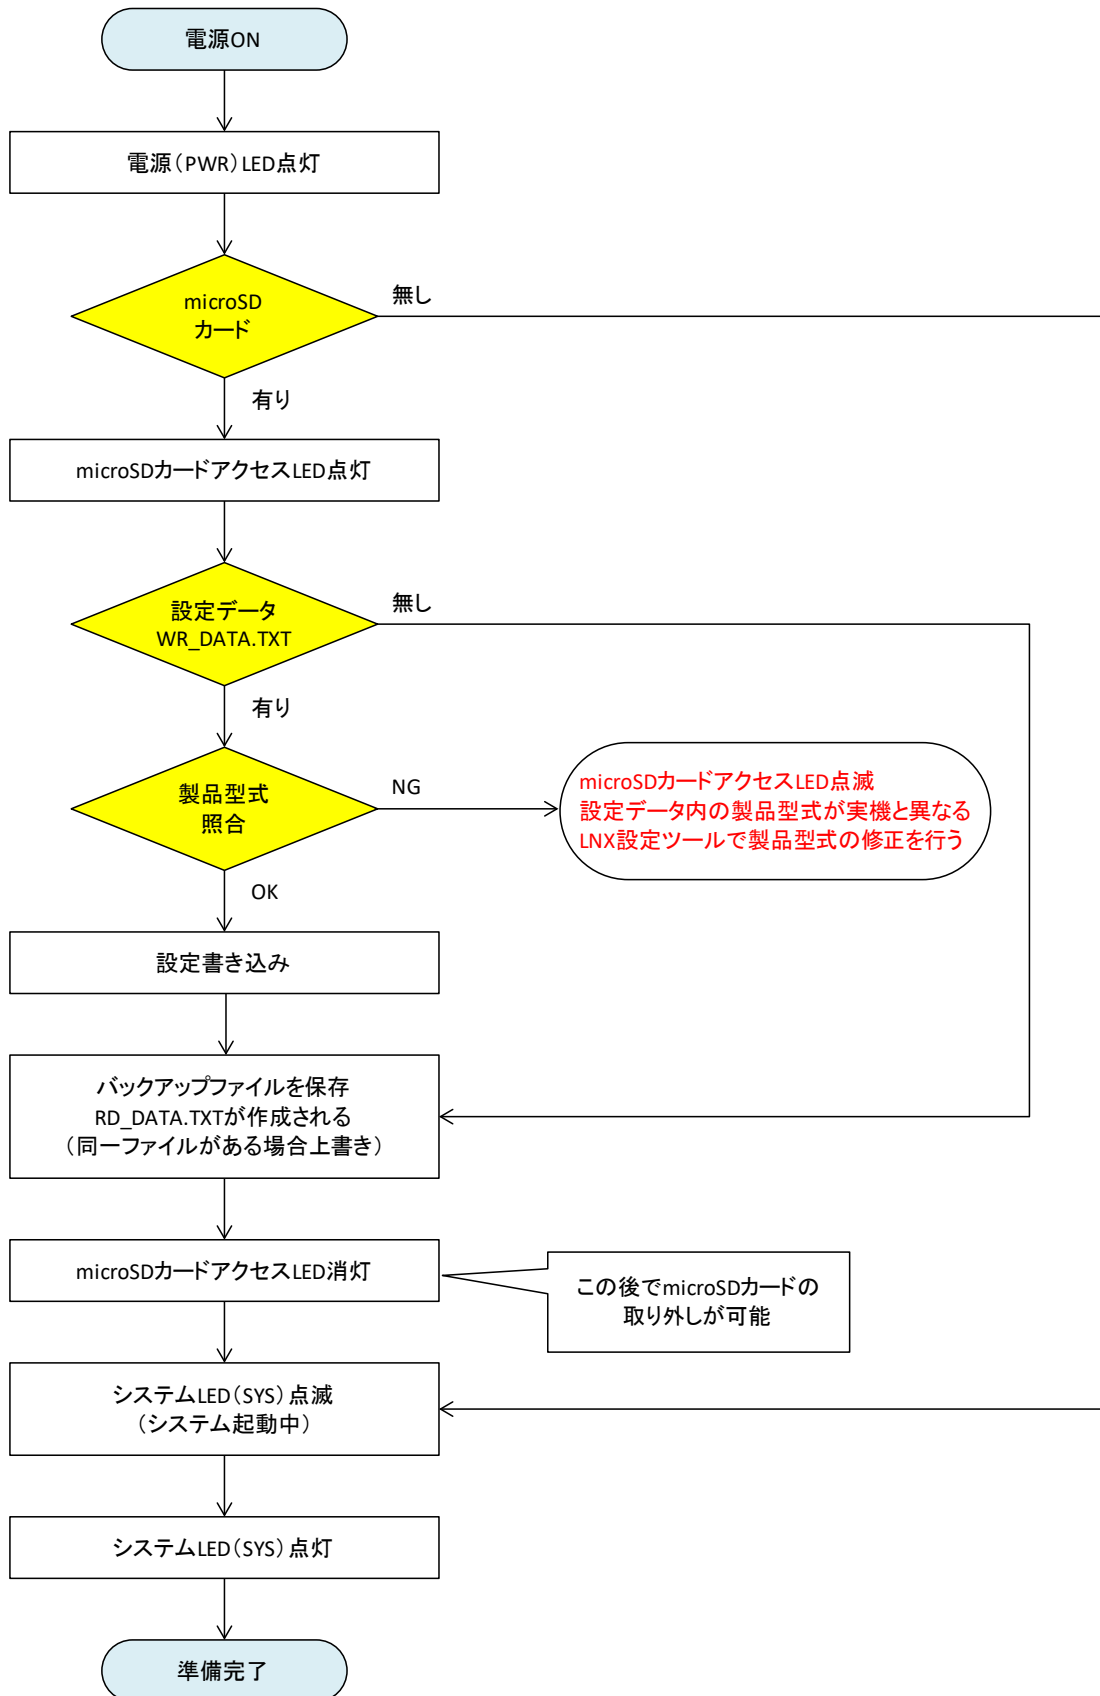 電源ON
電源（PWR）LED点灯
microSD
カード
無し
有り
microSDカードアクセスLED点灯
設定データ
WR_DATA.TXT
無し
有り
製品型式
照合
NG
microSDカードアクセスLED点滅
設定データ内の製品型式が実機と異なる
LNX設定ツールで製品型式の修正を行う
OK
設定書き込み
バックアップファイルを保存
RD_DATA.TXTが作成される
（同一ファイルがある場合上書き）
microSDカードアクセスLED消灯
この後でmicroSDカードの
取り外しが可能
システムLED（SYS）点滅
（システム起動中）
システムLED（SYS）点灯
準備完了